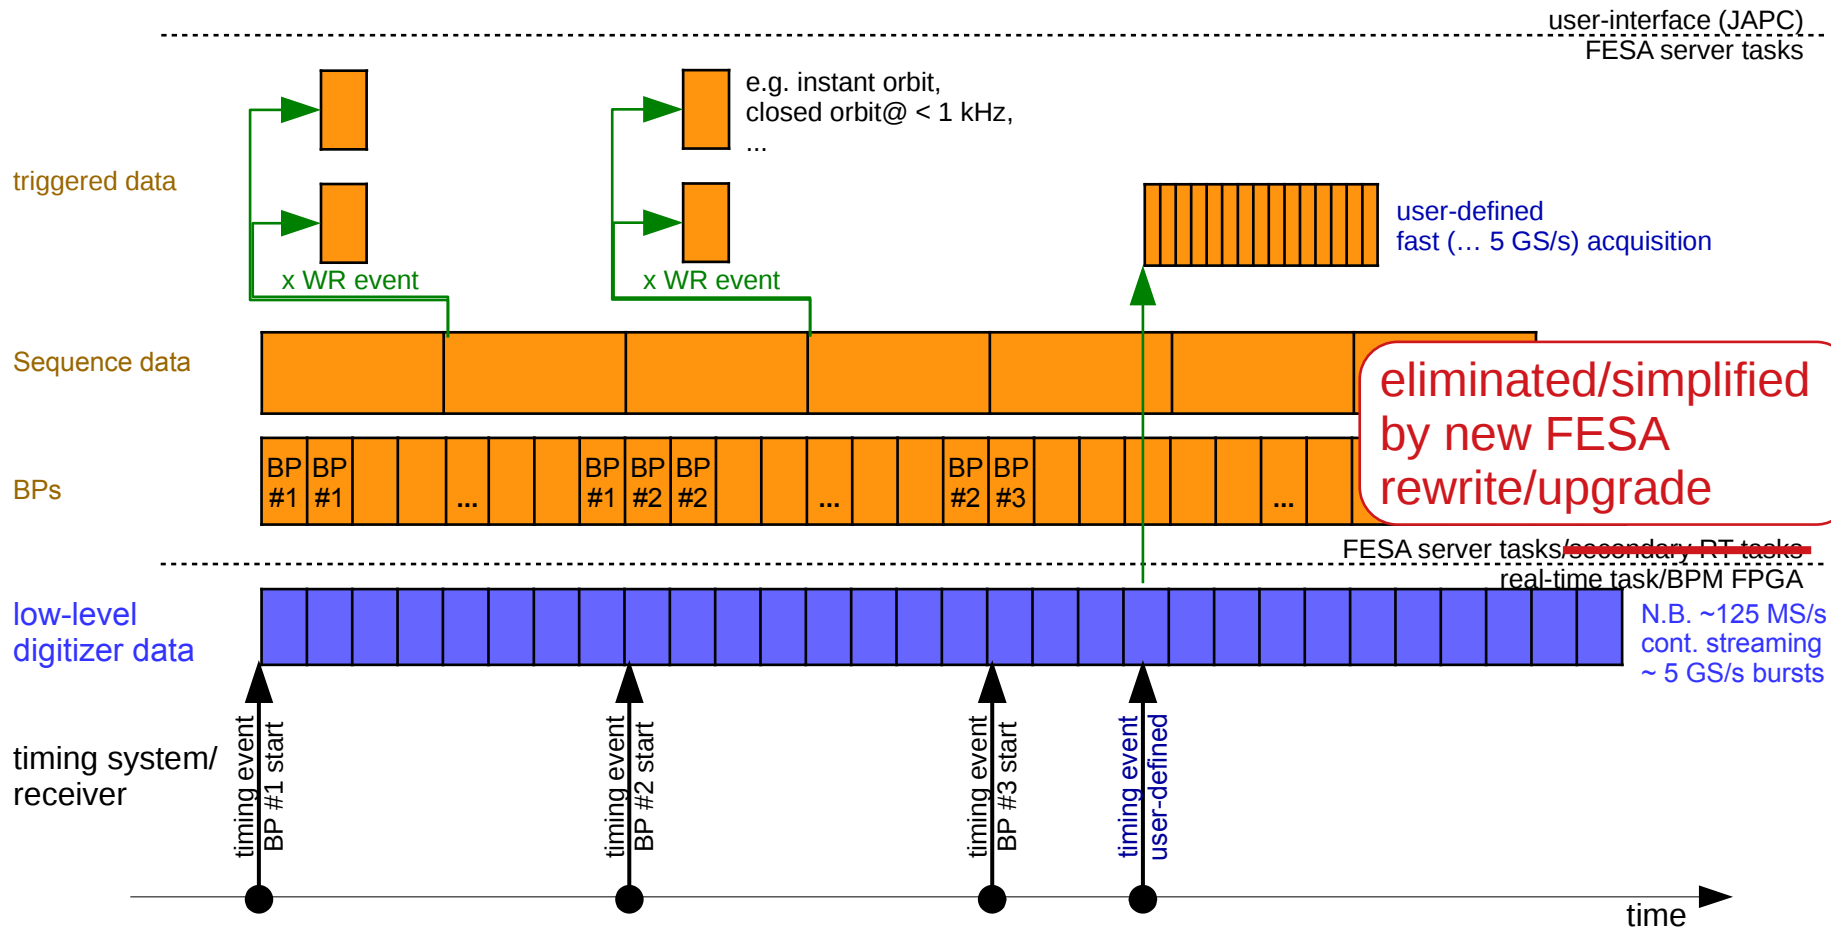 user-interface (JAPC)
FESA server tasks
e.g. instant orbit,
closed orbit@ < 1 kHz,
...
triggered data
user-defined
fast (... 5 GS/s) acquisition
x WR event
x WR event
Sequence data
eliminated/simplified
by new FESA
rewrite/upgrade
BPs
BP #1
BP #1
...
BP #1
BP #2
BP #2
...
BP #2
BP #3
...
FESA server tasks/secondary RT tasks
real-time task/BPM FPGA
low-level
digitizer data
N.B. ~125 MS/s
cont. streaming
~ 5 GS/s bursts
timing system/
receiver
timing event
BP #1 start
timing event
BP #2 start
timing event
BP #3 start
timing event
user-defined
time